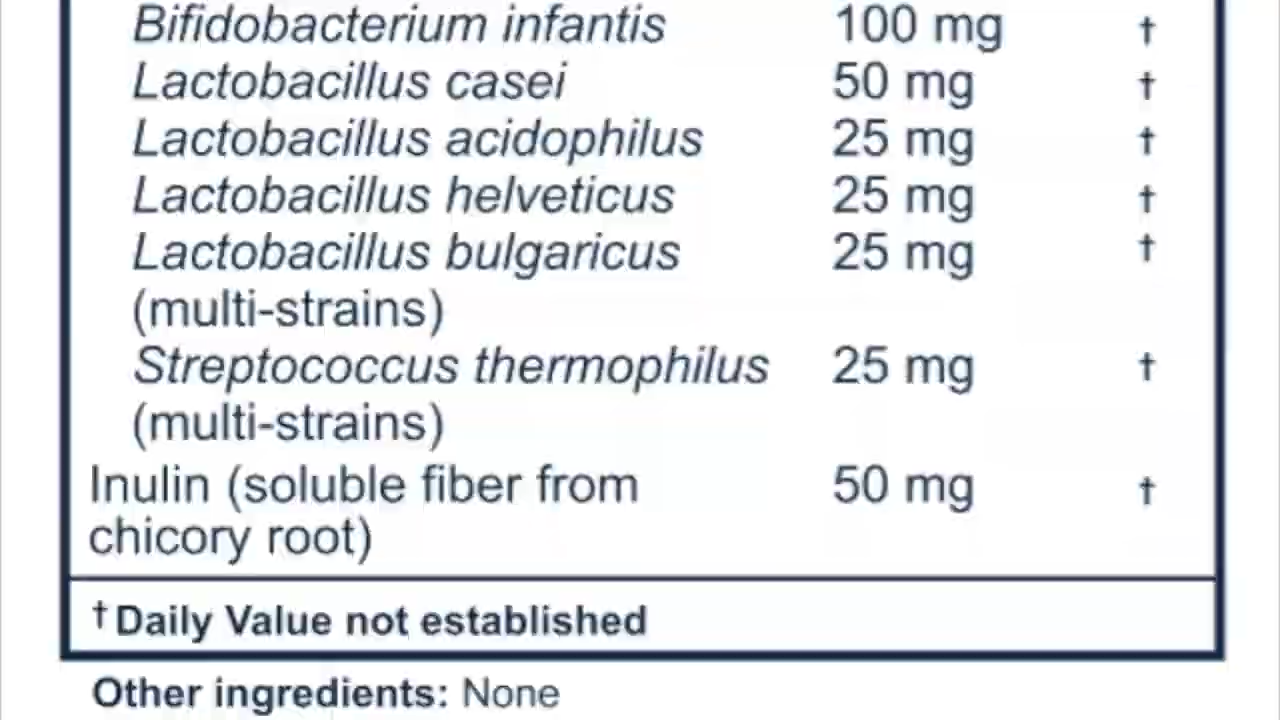 Bifidobacterium infantis 100 mg †
Lactobacillus casei 50 mg †
Lactobacillus acidophilus 25 mg †
Lactobacillus helveticus 25 mg †
Lactobacillus bulgaricus 25 mg †
(multi-strains)
Streptococcus thermophilus 25 mg †
(multi-strains)
Inulin (soluble fiber from 50 mg †
chicory root)
† Daily Value not established
Other ingredients: None